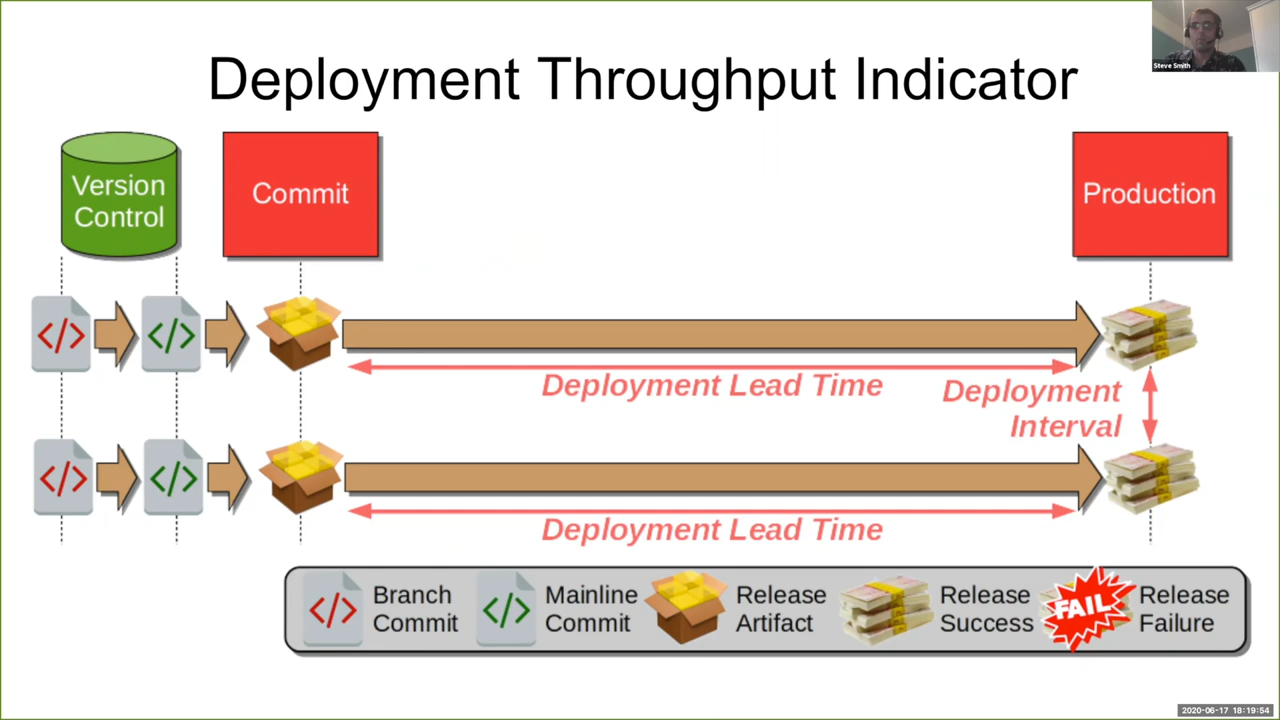 Deployment Throughput Indicator
Steve Smith
Version
Control
Commit
Production
</>
</>
</>
</>
Deployment Lead Time
Deployment
Interval
Deployment Lead Time
</>
Branch
Commit
</>
Mainline
Commit
Release
Artifact
Release
Success
FAIL
Release
Failure
2020-06-17 18:19:54